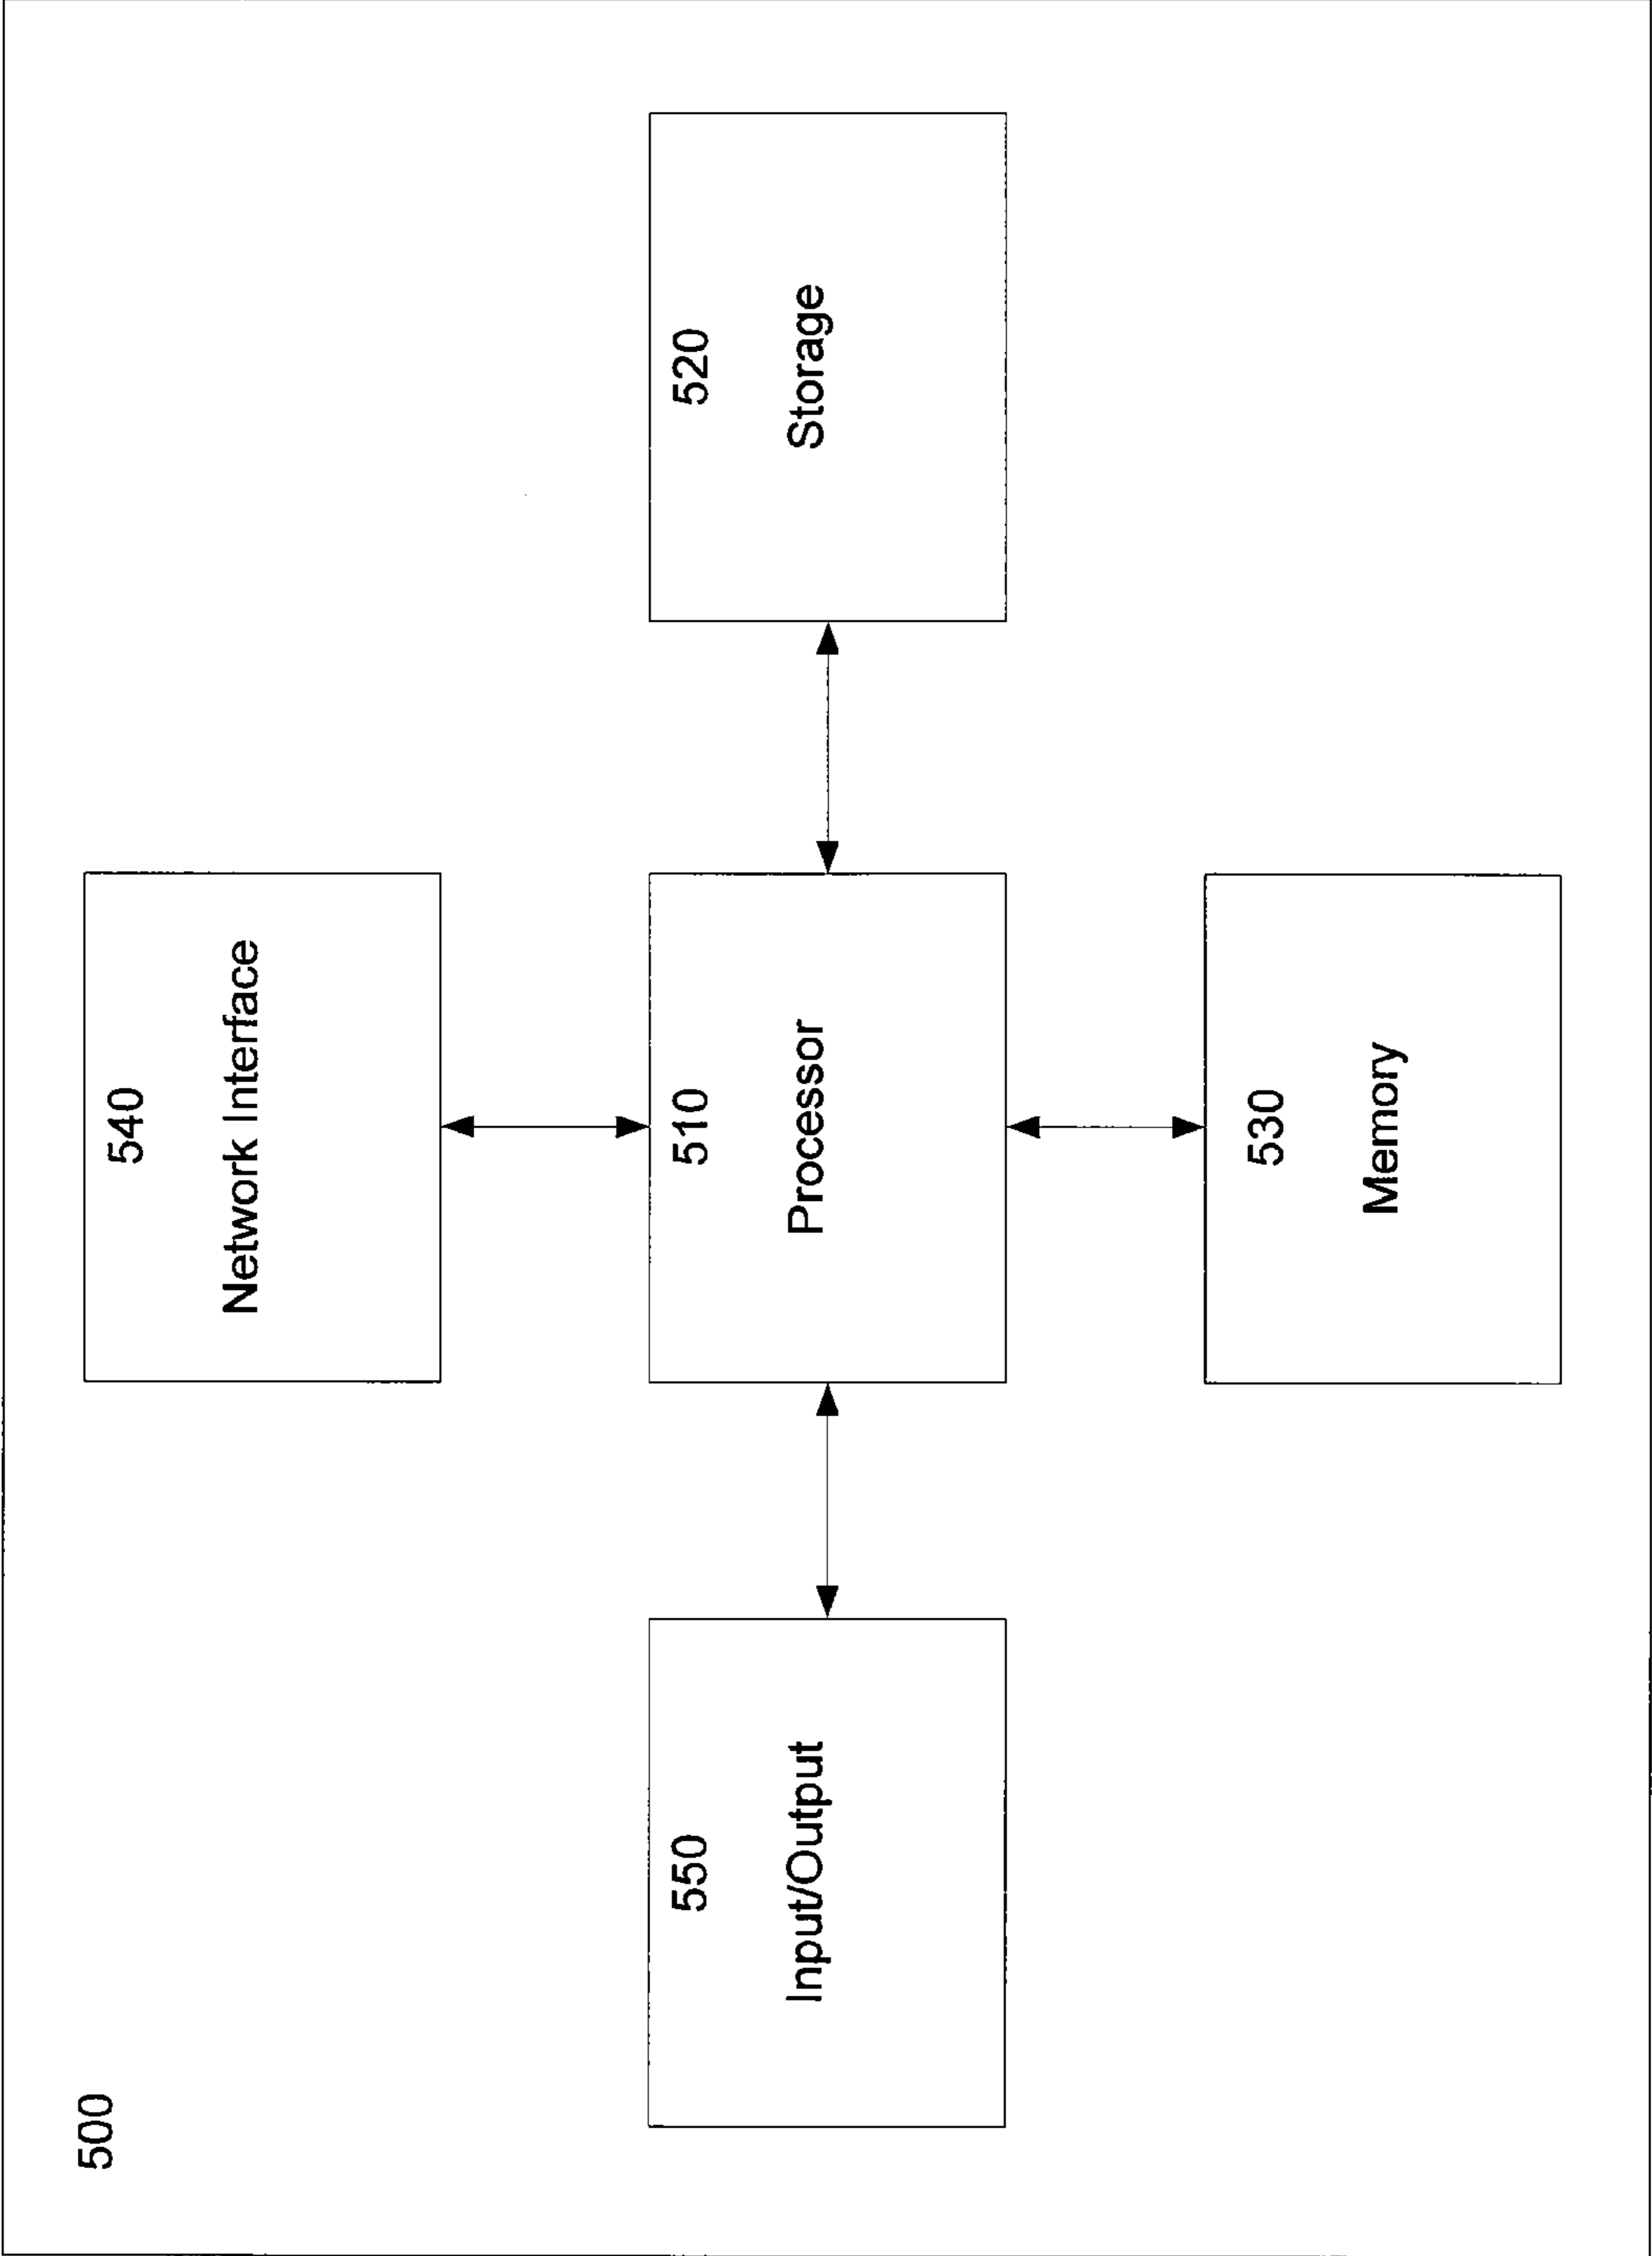 500
540
Network Interface
550
Input/Output
510
Processor
520
Storage
530
Memory